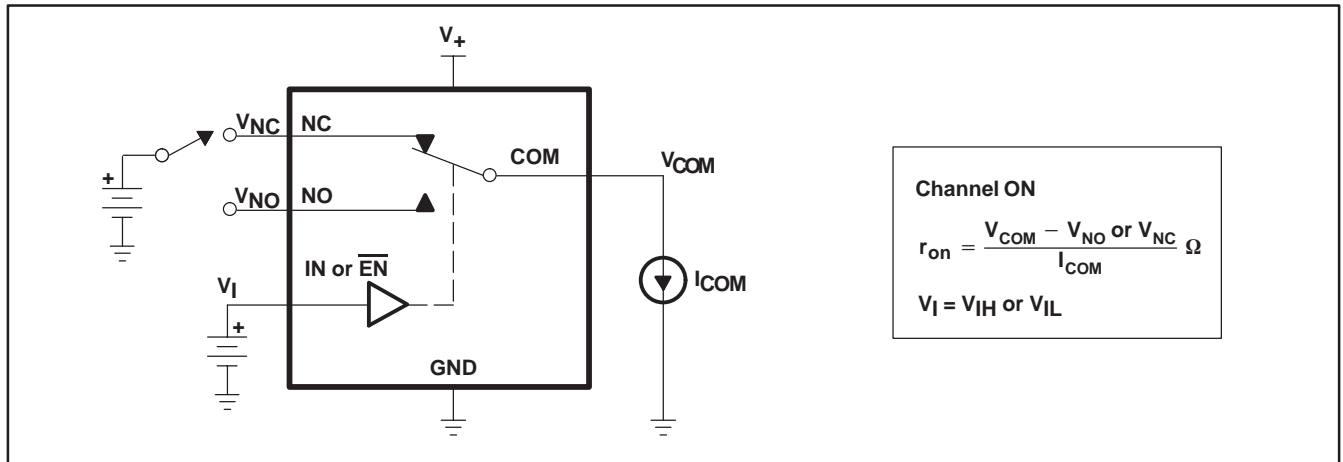 V+
VNC NC
COM
VCOM
+
VNO NO
IN or E̅N̅
VI
+
ICOM
GND
Channel ON
ron = VCOM − VNO or VNC / ICOM Ω
VI = VIH or VIL